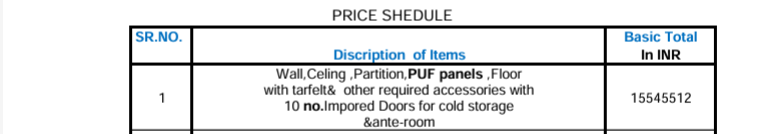 PRICE SHEDULE
SR.NO.
Discription of Items
Basic Total
In INR
1
Wall,Celing ,Partition,PUF panels ,Floor
with tarfelt& other required accessories with
10 no.Impored Doors for cold storage
&ante-room
15545512